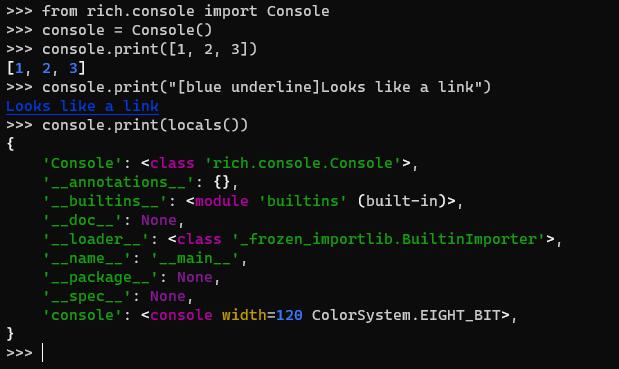 >>> from rich.console import Console
>>> console = Console()
>>> console.print([1, 2, 3])
[1, 2, 3]
>>> console.print("[blue underline]Looks like a link")
Looks like a link
>>> console.print(locals())
{
    'Console': <class 'rich.console.Console'>,
    '__annotations__': {},
    '__builtins__': <module 'builtins' (built-in)>,
    '__doc__': None,
    '__loader__': <class '_frozen_importlib.BuiltinImporter'>,
    '__name__': '__main__',
    '__package__': None,
    '__spec__': None,
    'console': <console width=120 ColorSystem.EIGHT_BIT>,
}
>>>